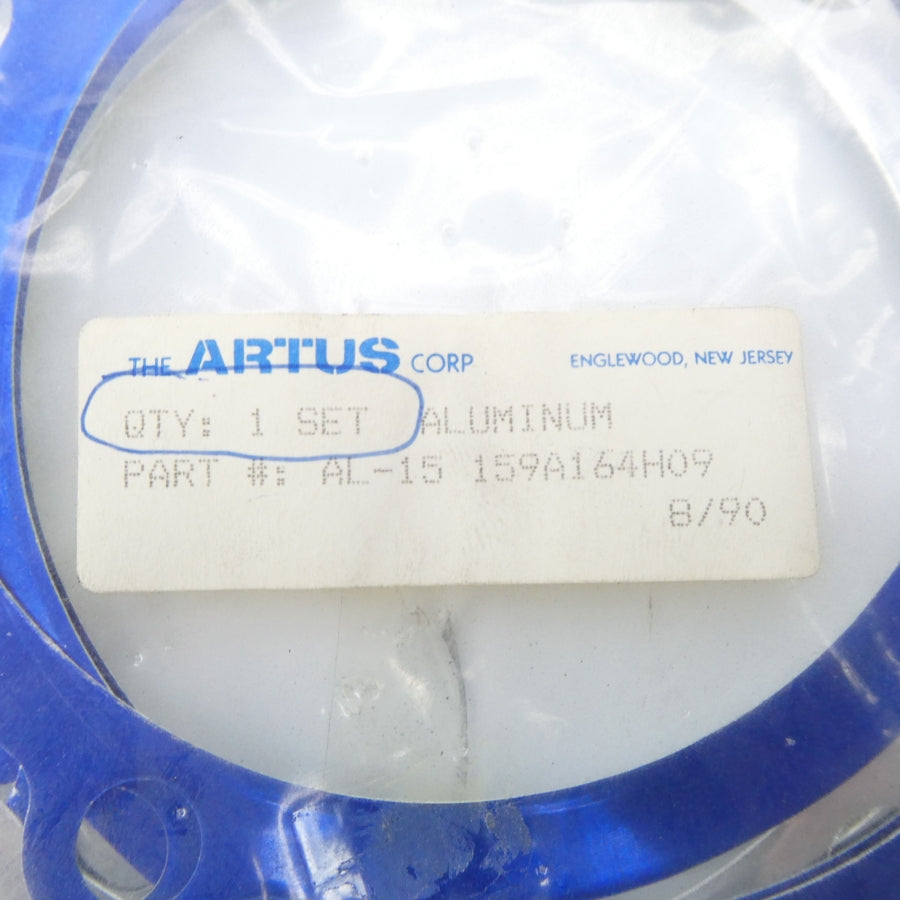 THE ARTUS CORP ENGLEWOOD, NEW JERSEY
QTY: 1 SET ALUMINUM
PART #: AL-15 159A164H09
8/90